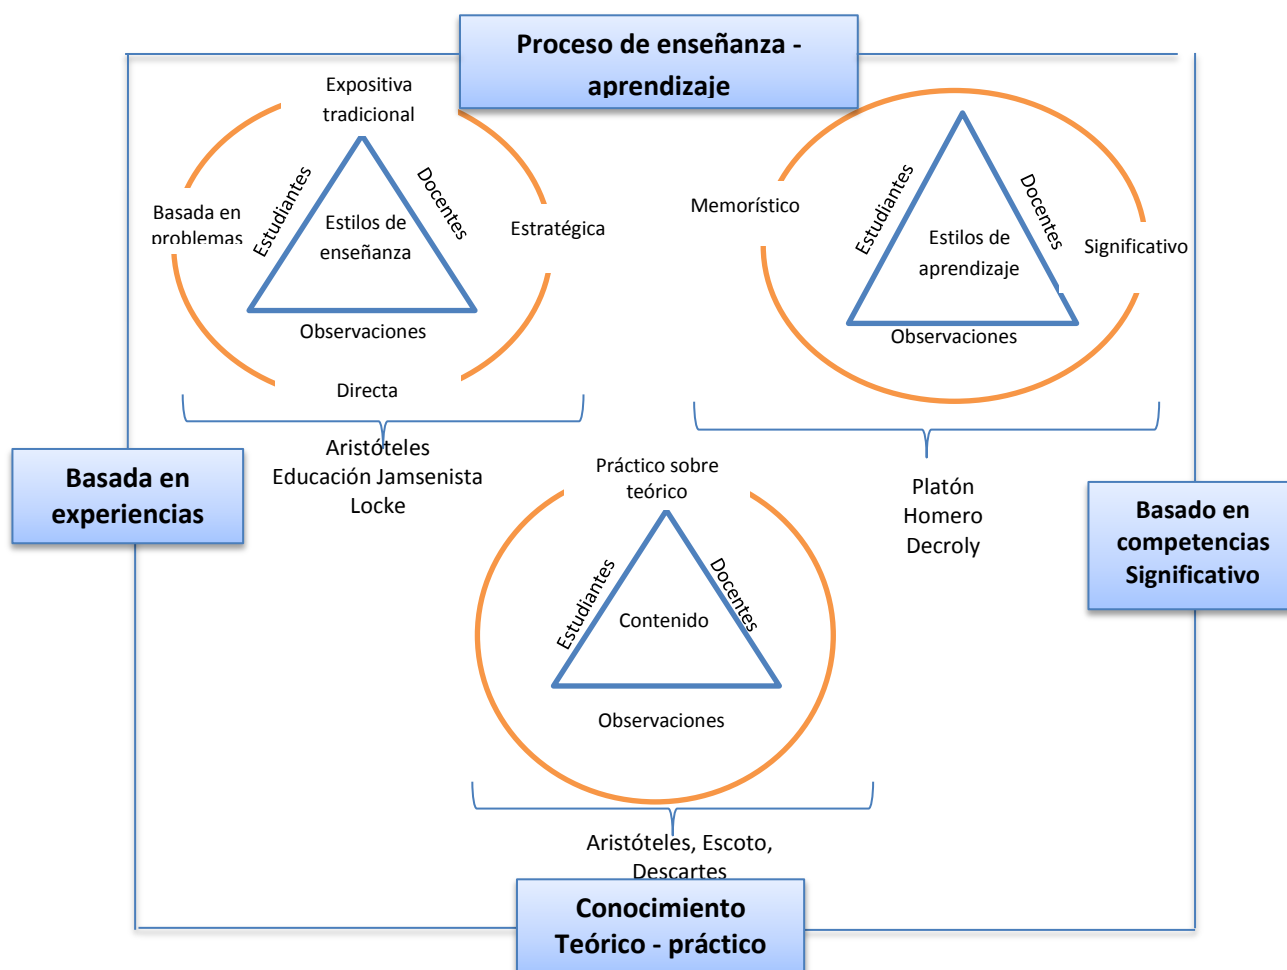 Proceso de enseñanza -
aprendizaje
Expositiva
tradicional
Estudiantes
Docentes
Basada en
problemas
Estilos de
enseñanza
Estratégica
Observaciones
Directa
Aristóteles
Educación Jamsenista
Locke
Memorístico
Estudiantes
Docentes
Estilos de
aprendizaje
Significativo
Observaciones
Platón
Homero
Decroly
Basada en
experiencias
Basado en
competencias
Significativo
Práctico sobre
teórico
Estudiantes
Docentes
Contenido
Observaciones
Aristóteles, Escoto,
Descartes
Conocimiento
Teórico - práctico